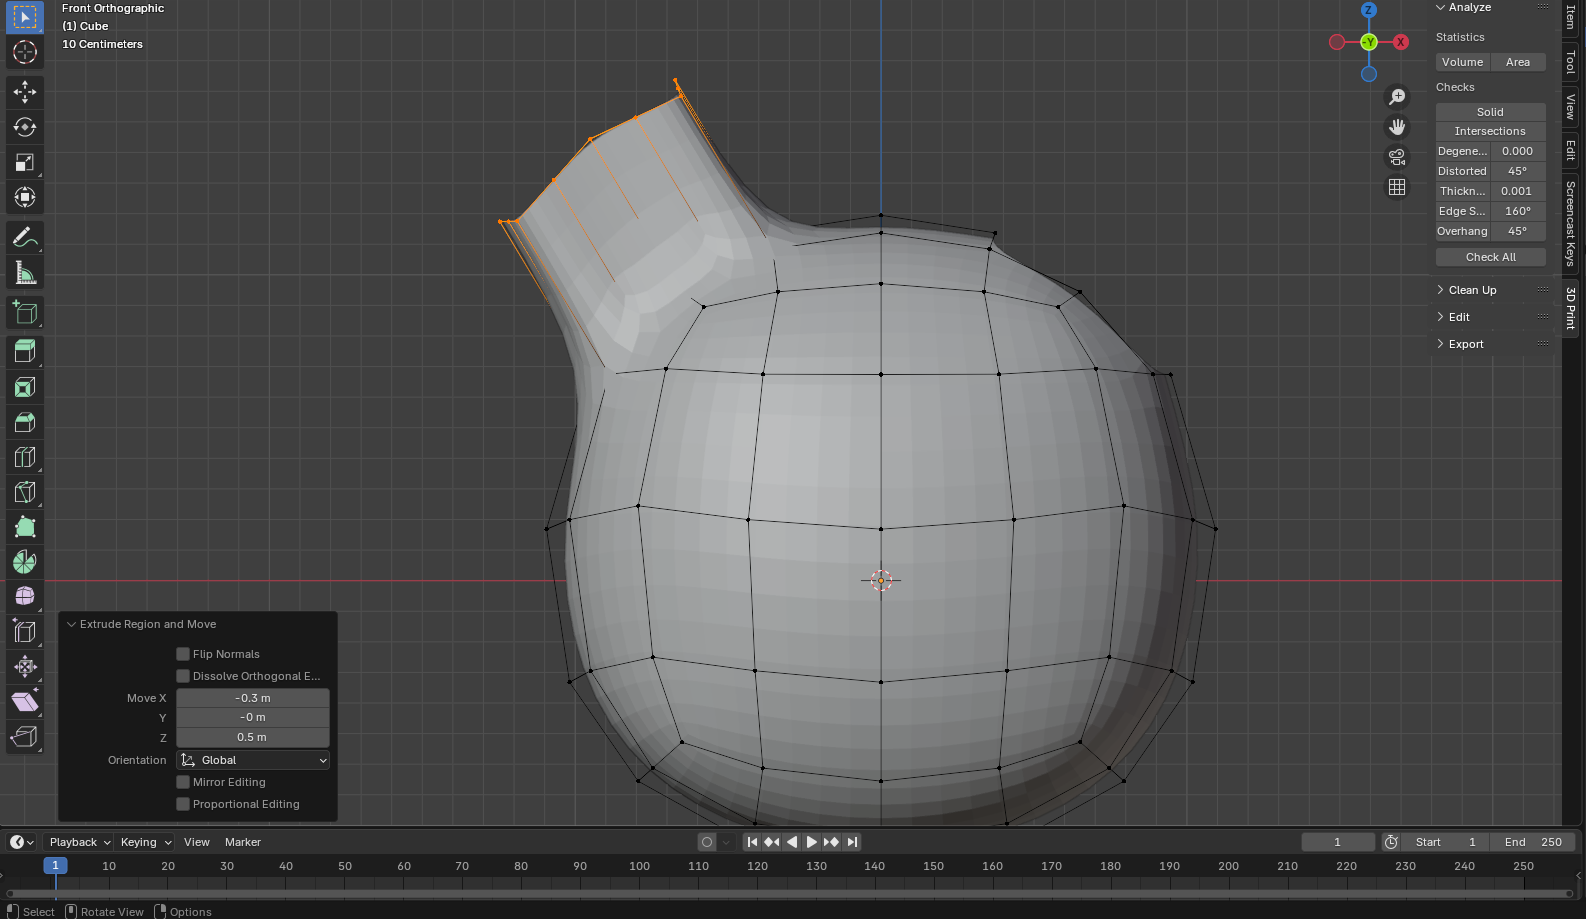 Front Orthographic
(1) Cube
10 Centimeters
Z
-Y
X
Analyze
Statistics
Volume Area
Checks
Solid
Intersections
Degene... 0.000
Distorted 45°
Thickn... 0.001
Edge S... 160°
Overhang 45°
Check All
Clean Up
Edit
Export
Item
Tool
View
Edit
Screencast Keys
3D Print
Extrude Region and Move
Flip Normals
Dissolve Orthogonal E...
Move X -0.3 m
Y -0 m
Z 0.5 m
Orientation Global
Mirror Editing
Proportional Editing
Playback Keying View Marker 1 Start 1 End 250
1 10 20 30 40 50 60 70 80 90 100 110 120 130 140 150 160 170 180 190 200 210 220 230 240 250
Select Rotate View Options